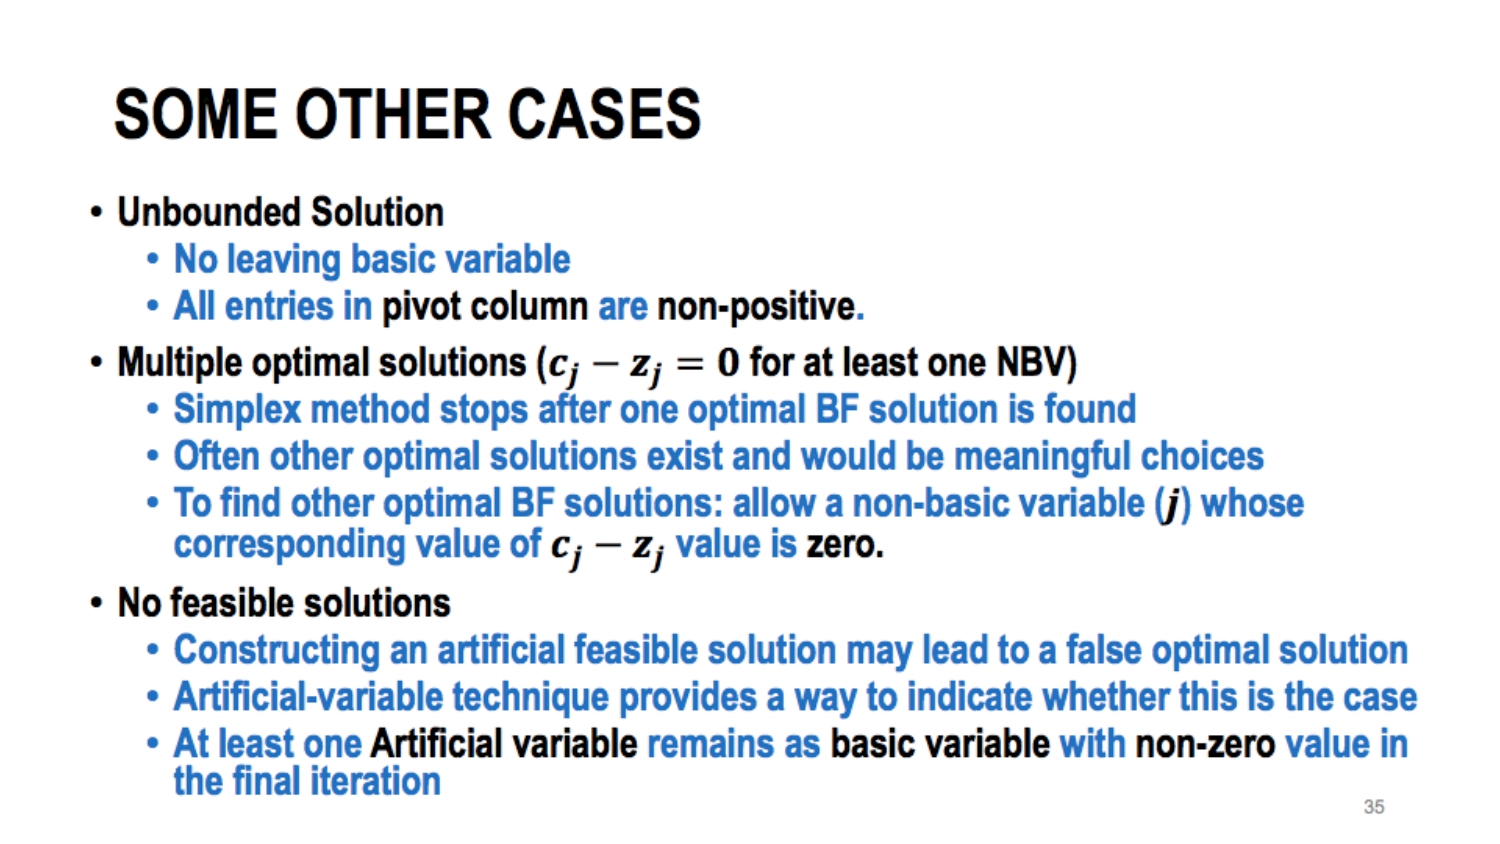 SOME OTHER CASES
• Unbounded Solution
• No leaving basic variable
• All entries in pivot column are non-positive.
• Multiple optimal solutions (cⱼ − zⱼ = 0 for at least one NBV)
• Simplex method stops after one optimal BF solution is found
• Often other optimal solutions exist and would be meaningful choices
• To find other optimal BF solutions: allow a non-basic variable (j) whose
corresponding value of cⱼ − zⱼ value is zero.
• No feasible solutions
• Constructing an artificial feasible solution may lead to a false optimal solution
• Artificial-variable technique provides a way to indicate whether this is the case
• At least one Artificial variable remains as basic variable with non-zero value in
the final iteration
35